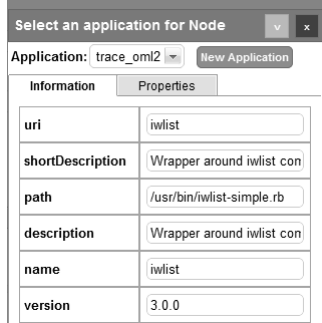 Select an application for Node v x
Application: trace_oml2 New Application
Information Properties
uri iwlist
shortDescription Wrapper around iwlist con
path /usr/bin/iwlist-simple.rb
description Wrapper around iwlist con
name iwlist
version 3.0.0